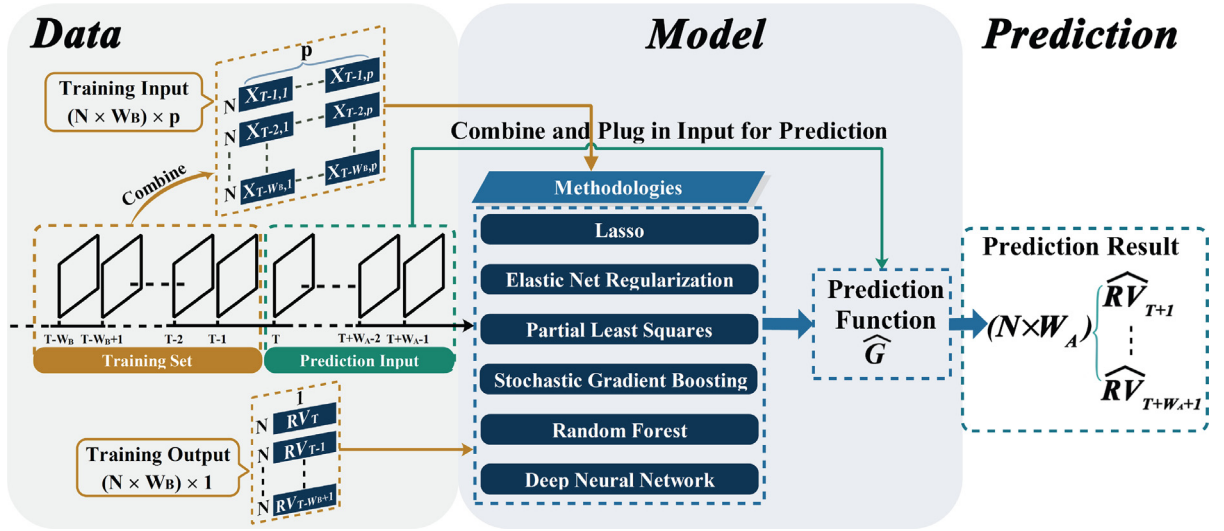 Data
Model
Prediction
Training Input
(N × WB) × p
p
N XT-1,1 XT-1,p
N XT-2,1 XT-2,p
N XT-WB,1 XT-WB,p
Combine
Combine and Plug in Input for Prediction
Methodologies
Lasso
Elastic Net Regularization
Partial Least Squares
Stochastic Gradient Boosting
Random Forest
Deep Neural Network
T-WB T-WB+1 T-2 T-1 T T+WA-2 T+WA-1
Training Set
Prediction Input
Training Output
(N × WB) × 1
1
N RVT
N RVT-1
N RVT-WB+1
Prediction
Function
Ĝ
Prediction Result
(N×WA)
R͡VT+1
R͡VT+WA+1